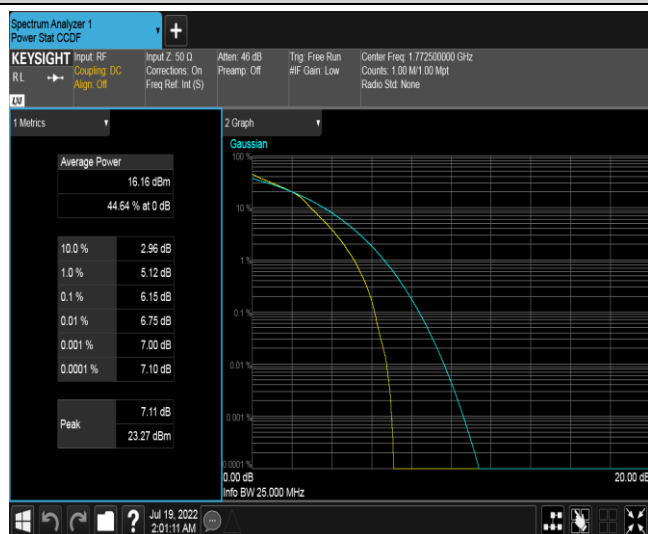 Spectrum Analyzer 1
Power Stat CCDF
+
KEYSIGHT
RL
LXI
Input: RF
Coupling: DC
Align: Off
Input Z: 50 Ω
Corrections: On
Freq Ref: Int (S)
Atten: 46 dB
Preamp: Off
Trig: Free Run
#IF Gain: Low
Center Freq: 1.772500000 GHz
Counts: 1.00 M/1.00 Mpt
Radio Std: None
1 Metrics
Average Power
16.16 dBm
44.64 % at 0 dB
10.0 % 2.96 dB
1.0 % 5.12 dB
0.1 % 6.15 dB
0.01 % 6.75 dB
0.001 % 7.00 dB
0.0001 % 7.10 dB
Peak
7.11 dB
23.27 dBm
2 Graph
Gaussian
100 %
10 %
1 %
0.1 %
0.01 %
0.001 %
0.0001 %
0.00 dB
20.00 dB
Info BW 25.000 MHz
?
Jul 19, 2022
2:01:11 AM